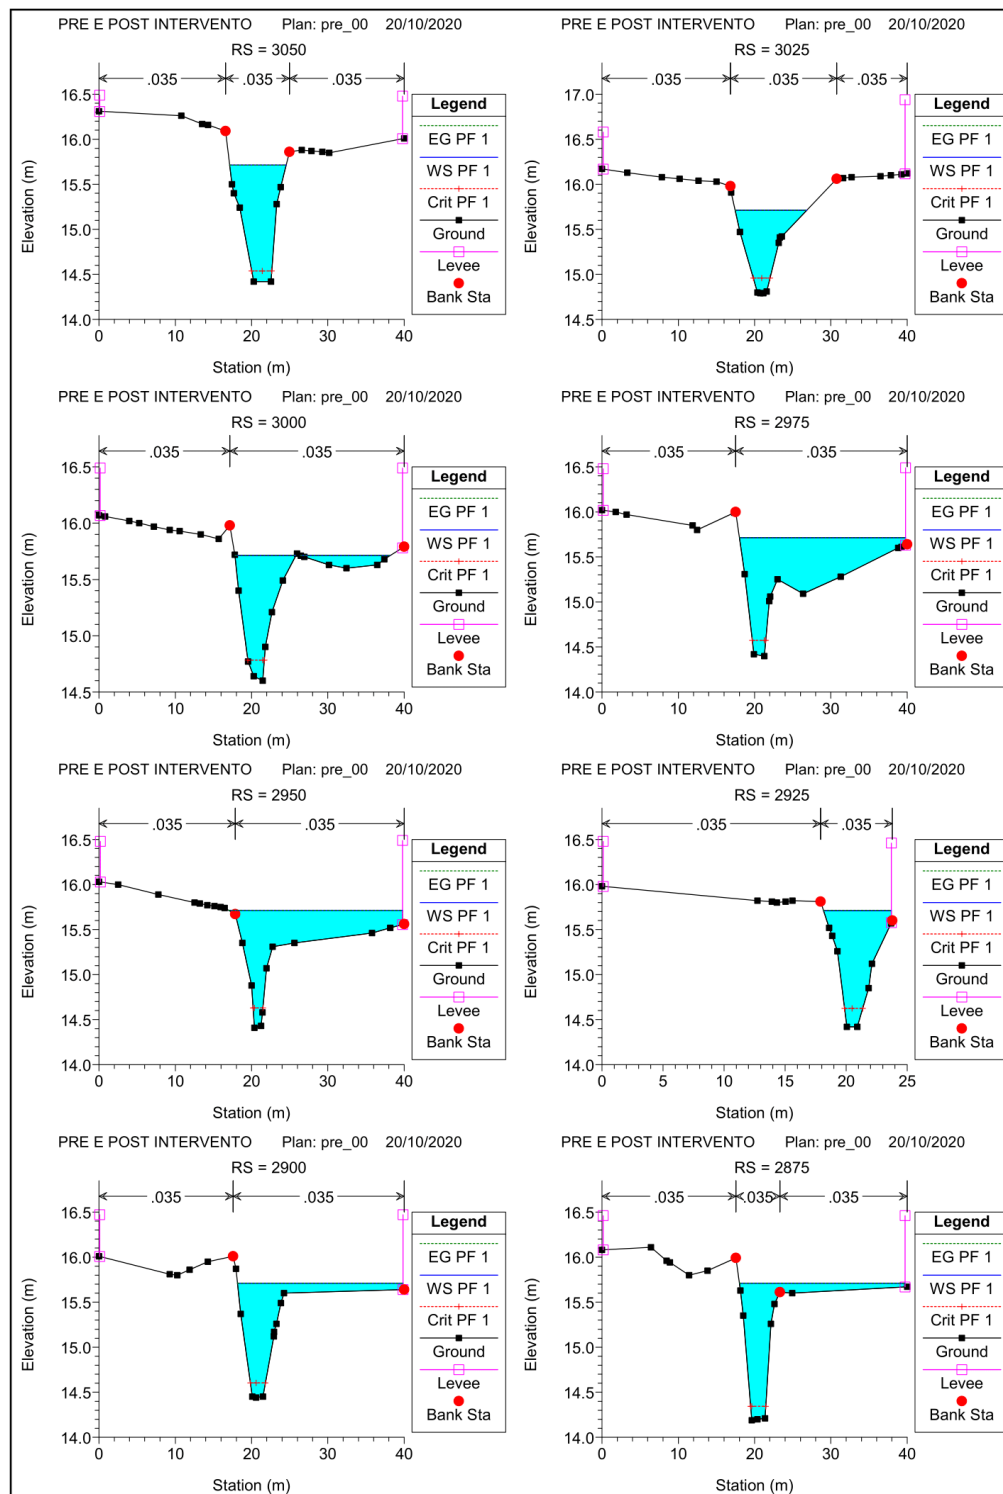 PRE E POST INTERVENTO Plan: pre_00 20/10/2020
RS = 3050
.035 .035 .035
Elevation (m)
16.5
16.0
15.5
15.0
14.5
14.0
0 10 20 30 40
Station (m)
Legend
EG PF 1
WS PF 1
Crit PF 1
Ground
Levee
Bank Sta
PRE E POST INTERVENTO Plan: pre_00 20/10/2020
RS = 3025
.035 .035 .035
Elevation (m)
17.0
16.5
16.0
15.5
15.0
14.5
0 10 20 30 40
Station (m)
Legend
EG PF 1
WS PF 1
Crit PF 1
Ground
Levee
Bank Sta
PRE E POST INTERVENTO Plan: pre_00 20/10/2020
RS = 3000
.035 .035
Elevation (m)
16.5
16.0
15.5
15.0
14.5
0 10 20 30 40
Station (m)
Legend
EG PF 1
WS PF 1
Crit PF 1
Ground
Levee
Bank Sta
PRE E POST INTERVENTO Plan: pre_00 20/10/2020
RS = 2975
.035 .035
Elevation (m)
16.5
16.0
15.5
15.0
14.5
14.0
0 10 20 30 40
Station (m)
Legend
EG PF 1
WS PF 1
Crit PF 1
Ground
Levee
Bank Sta
PRE E POST INTERVENTO Plan: pre_00 20/10/2020
RS = 2950
.035 .035
Elevation (m)
16.5
16.0
15.5
15.0
14.5
14.0
0 10 20 30 40
Station (m)
Legend
EG PF 1
WS PF 1
Crit PF 1
Ground
Levee
Bank Sta
PRE E POST INTERVENTO Plan: pre_00 20/10/2020
RS = 2925
.035 .035
Elevation (m)
16.5
16.0
15.5
15.0
14.5
14.0
0 5 10 15 20 25
Station (m)
Legend
EG PF 1
WS PF 1
Crit PF 1
Ground
Levee
Bank Sta
PRE E POST INTERVENTO Plan: pre_00 20/10/2020
RS = 2900
.035 .035
Elevation (m)
16.5
16.0
15.5
15.0
14.5
14.0
0 10 20 30 40
Station (m)
Legend
EG PF 1
WS PF 1
Crit PF 1
Ground
Levee
Bank Sta
PRE E POST INTERVENTO Plan: pre_00 20/10/2020
RS = 2875
.035 .035 .035
Elevation (m)
16.5
16.0
15.5
15.0
14.5
14.0
0 10 20 30 40
Station (m)
Legend
EG PF 1
WS PF 1
Crit PF 1
Ground
Levee
Bank Sta